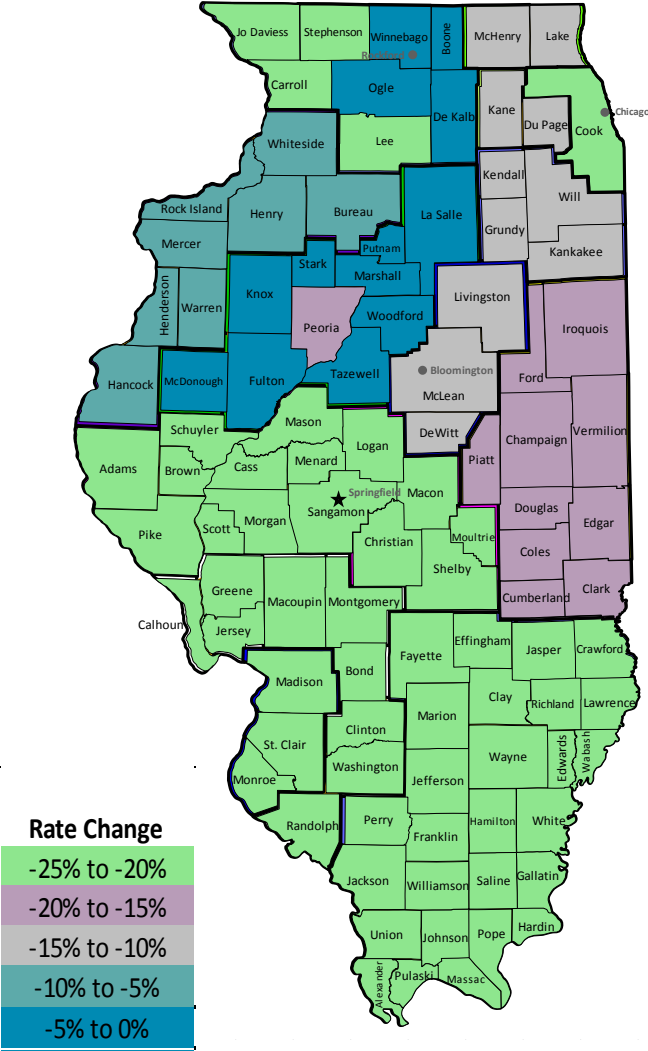 Jo Daviess
Stephenson
Winnebago
Boone
McHenry
Lake
Rockford
Carroll
Ogle
De Kalb
Kane
Du Page
Cook
Chicago
Whiteside
Lee
Kendall
Will
Rock Island
Henry
Bureau
La Salle
Grundy
Mercer
Putnam
Kankakee
Stark
Marshall
Henderson
Warren
Knox
Livingston
Peoria
Woodford
Iroquois
Hancock
McDonough
Fulton
Tazewell
Bloomington
McLean
Ford
Schuyler
Mason
DeWitt
Champaign
Vermilion
Adams
Brown
Cass
Menard
Logan
Piatt
Springfield
Macon
Pike
Scott
Morgan
Sangamon
Christian
Moultrie
Douglas
Edgar
Coles
Shelby
Greene
Macoupin
Montgomery
Cumberland
Clark
Calhoun
Jersey
Fayette
Effingham
Jasper
Crawford
Madison
Bond
Clay
Richland
Lawrence
Marion
Clinton
St. Clair
Washington
Wayne
Edwards
Wabash
Monroe
Jefferson
Randolph
Perry
Hamilton
White
Franklin
Jackson
Williamson
Saline
Gallatin
Union
Johnson
Pope
Hardin
Alexander
Pulaski
Massac
Rate Change
-25% to -20%
-20% to -15%
-15% to -10%
-10% to -5%
-5% to 0%